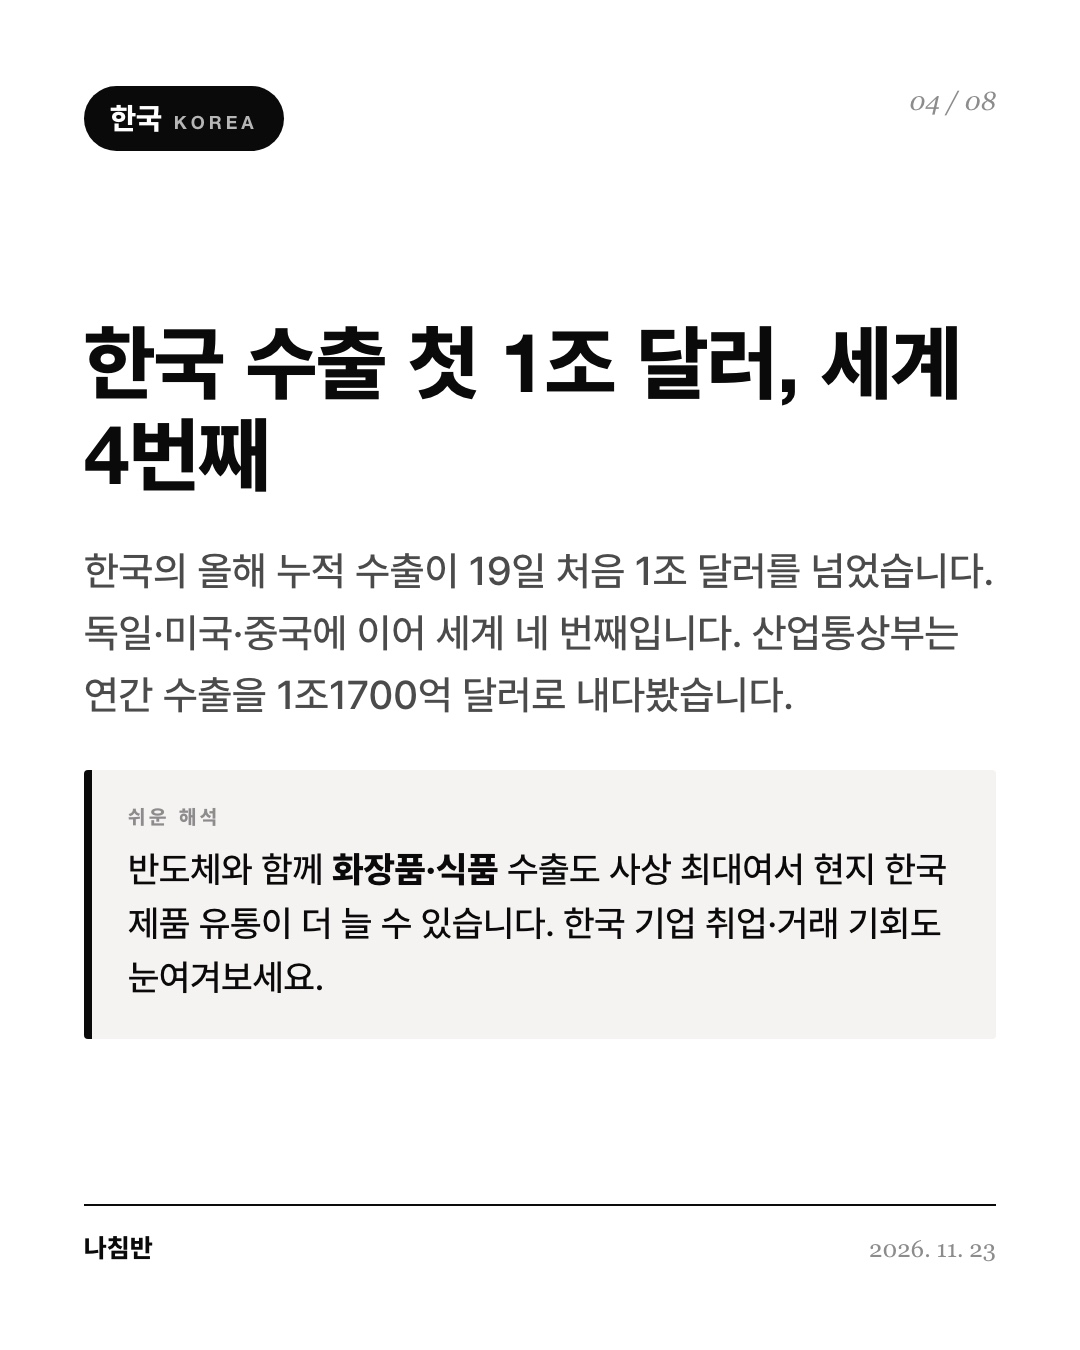 한국 KOREA
04 / 08
한국 수출 첫 1조 달러, 세계
4번째
한국의 올해 누적 수출이 19일 처음 1조 달러를 넘었습니다.
독일·미국·중국에 이어 세계 네 번째입니다. 산업통상부는
연간 수출을 1조1700억 달러로 내다봤습니다.
쉬운 해석
반도체와 함께 화장품·식품 수출도 사상 최대여서 현지 한국
제품 유통이 더 늘 수 있습니다. 한국 기업 취업·거래 기회도
눈여겨보세요.
나침반
2026. 11. 23